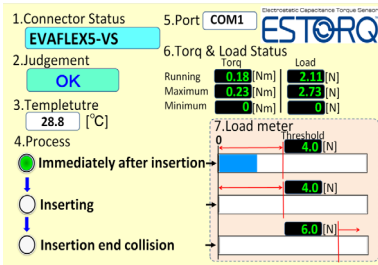 1.Connector Status
EVAFLEX5-VS
2.Judgement
OK
3.Templetutre
28.8 [℃]
4.Process
Immediately after insertion
Inserting
Insertion end collision
5.Port COM1
Electrostatic Capacitance Torque Sensor
ESTORQ
6.Torq & Load Status
Torq Load
Running 0.18 [Nm] 2.11 [N]
Maximum 0.23 [Nm] 2.73 [N]
Minimum 0 [Nm] 0 [N]
7.Load meter
0 Threshold
4.0 [N]
4.0 [N]
6.0 [N]